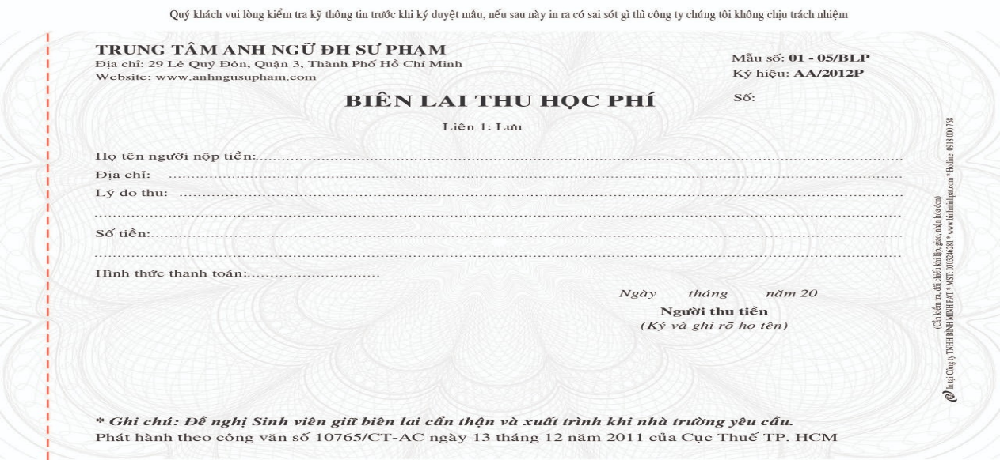 Quý khách vui lòng kiểm tra kỹ thông tin trước khi ký duyệt mẫu, nếu sau này in ra có sai sót gì thì công ty chúng tôi không chịu trách nhiệm
TRUNG TÂM ANH NGỮ ĐH SƯ PHẠM
Địa chỉ: 29 Lê Quý Đôn, Quận 3, Thành Phố Hồ Chí Minh
Website: www.anhngusupham.com
Mẫu số: 01 - 05/BLP
Ký hiệu: AA/2012P
Số:
BIÊN LAI THU HỌC PHÍ
Liên 1: Lưu
Họ tên người nộp tiền:
Địa chỉ:
Lý do thu:
Số tiền:
Hình thức thanh toán:
Ngày tháng năm 20
Người thu tiền
(Ký và ghi rõ họ tên)
* Ghi chú: Đề nghị Sinh viên giữ biên lai cẩn thận và xuất trình khi nhà trường yêu cầu.
Phát hành theo công văn số 10765/CT-AC ngày 13 tháng 12 năm 2011 của Cục Thuế TP. HCM
(Cần kiểm tra, đối chiếu khi lập, giao, nhận hóa đơn)
In tại Công ty TNHH BÌNH MINH PAT * MST: 0303246281 * www.binhminhpat.com * Hotline: 0918 000 768